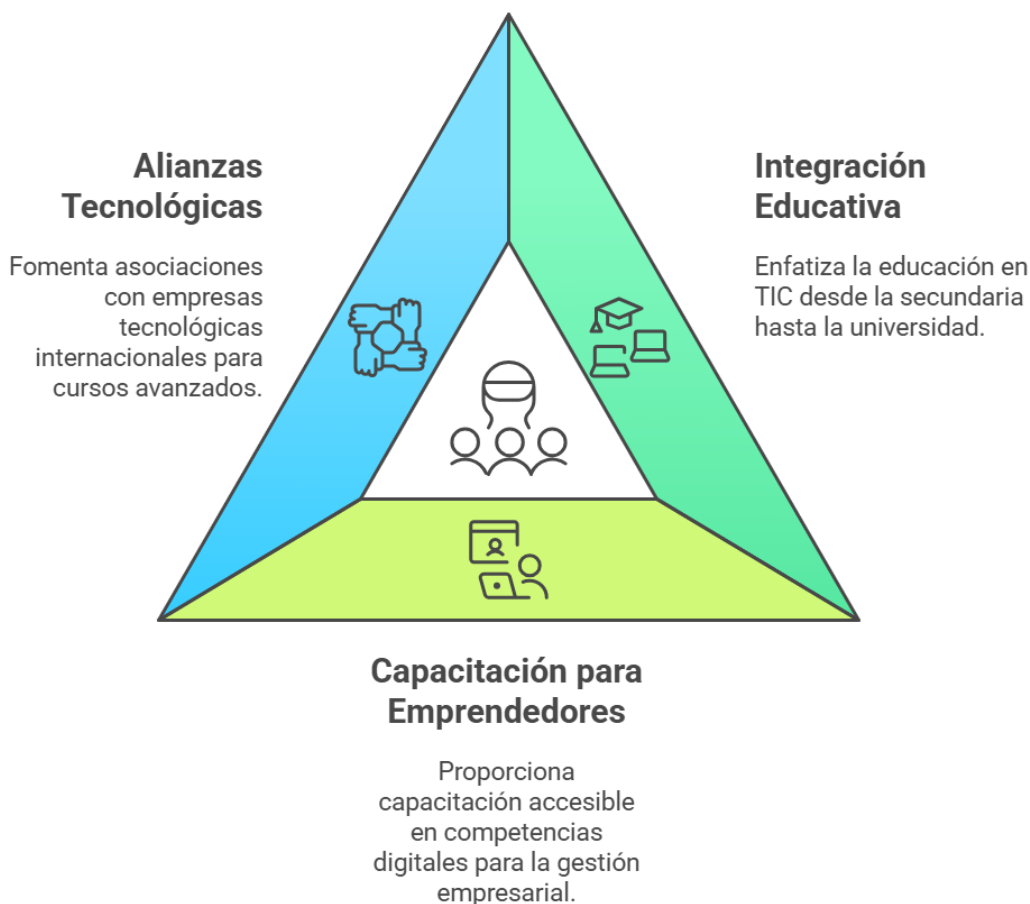 Alianzas
Tecnológicas
Fomenta asociaciones
con empresas
tecnológicas
internacionales para
cursos avanzados.
Integración
Educativa
Enfatiza la educación en
TIC desde la secundaria
hasta la universidad.
Capacitación para
Emprendedores
Proporciona
capacitación accesible
en competencias
digitales para la gestión
empresarial.